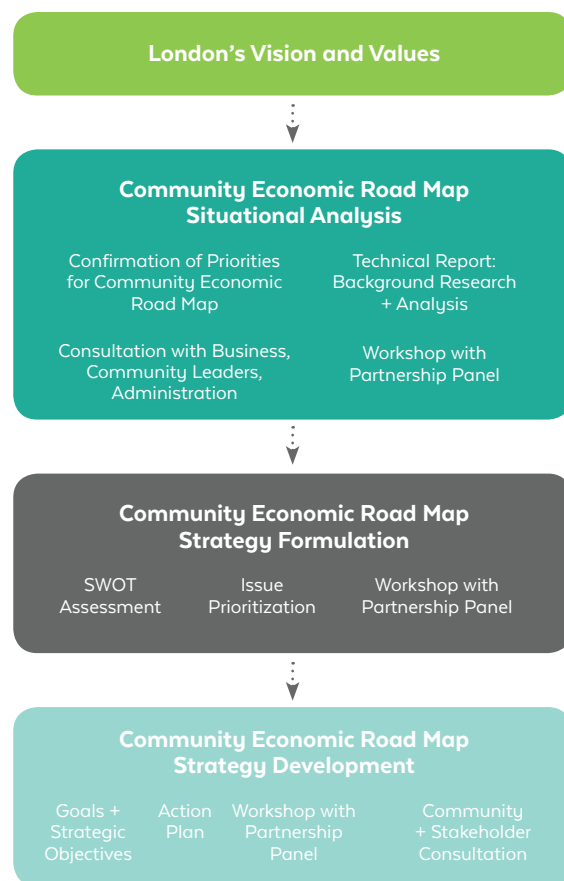 London's Vision and Values
Community Economic Road Map
Situational Analysis
Confirmation of Priorities
for Community Economic
Road Map
Technical Report:
Background Research
+ Analysis
Consultation with Business,
Community Leaders,
Administration
Workshop with
Partnership Panel
Community Economic Road Map
Strategy Formulation
SWOT
Assessment
Issue
Prioritization
Workshop with
Partnership Panel
Community Economic Road Map
Strategy Development
Goals +
Strategic
Objectives
Action
Plan
Workshop with
Partnership
Panel
Community
+ Stakeholder
Consultation